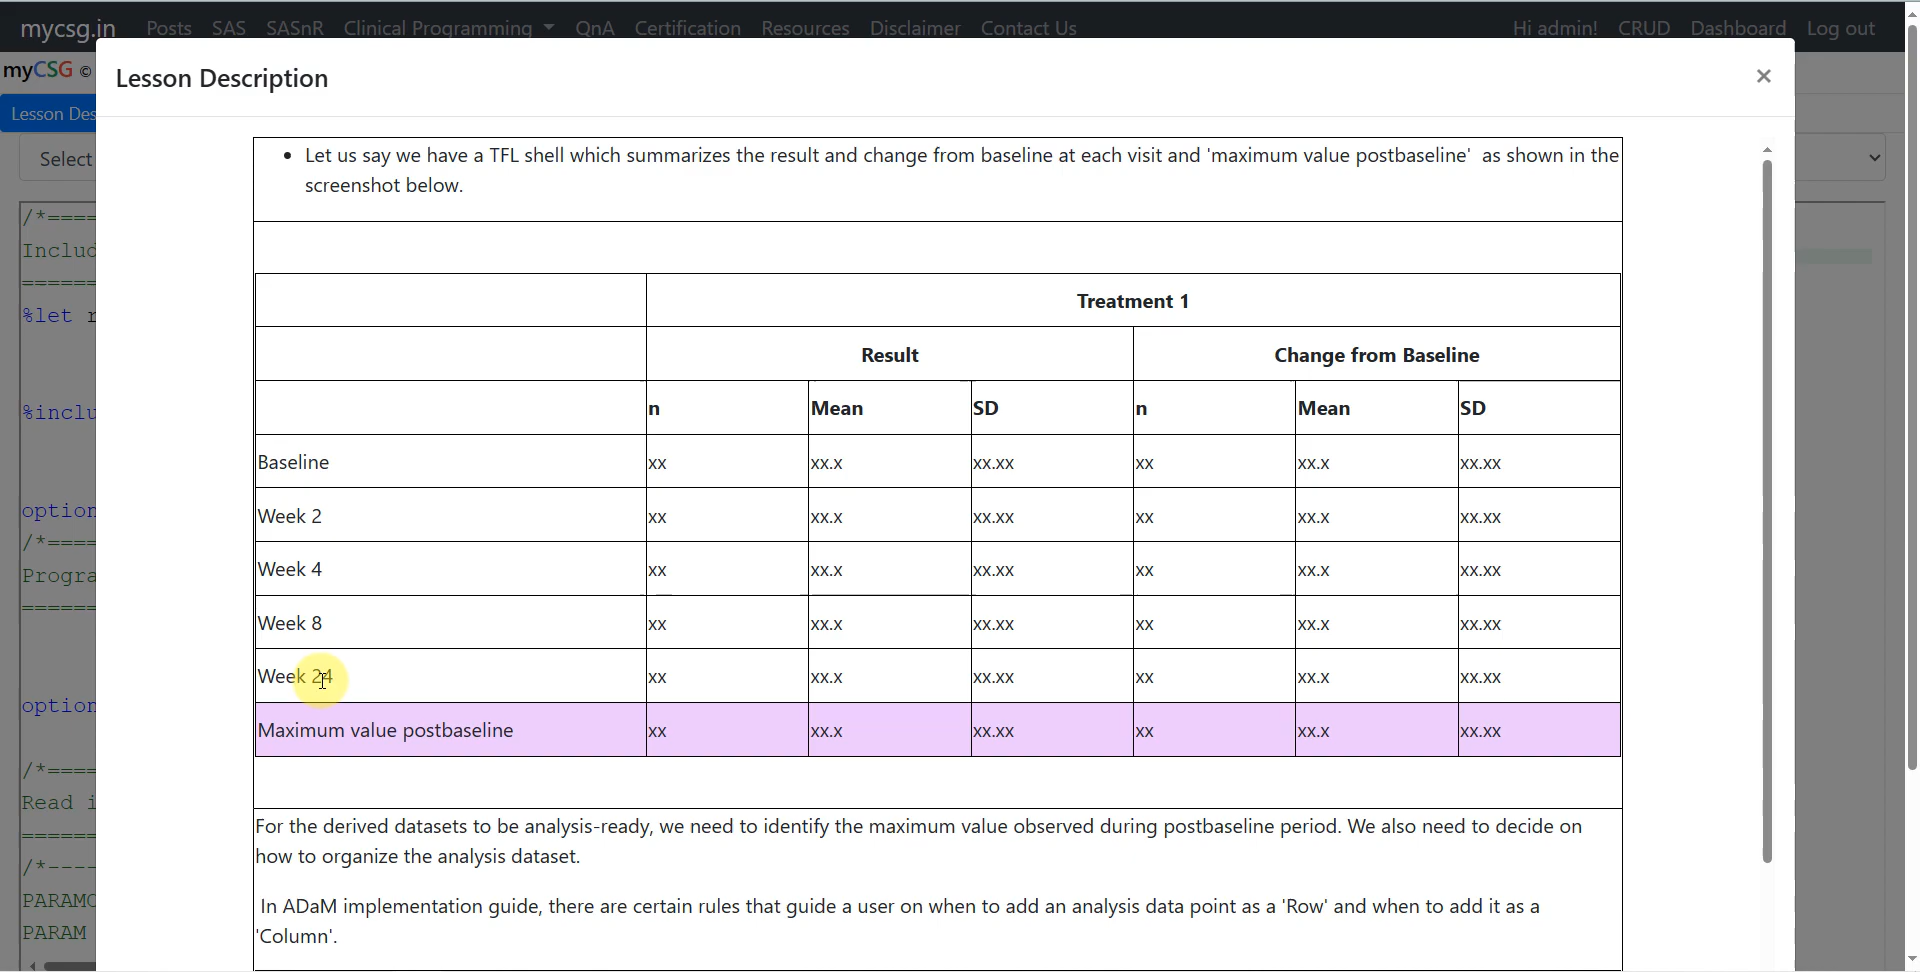 mycsg.in Posts SAS SASnR Clinical Programming QnA Certification Resources Disclaimer Contact Us Hi admin! CRUD Dashboard Log out
myCSG ©
Lesson Description ×
Lesson Des
Select
• Let us say we have a TFL shell which summarizes the result and change from baseline at each visit and 'maximum value postbaseline' as shown in the
screenshot below.
/*====
Includ
=====
%let r
%inclu
option
/*====
Progra
=====
option
/*====
Read i
=====
/*----
PARAMC
PARAM
Treatment 1
Result Change from Baseline
n Mean SD n Mean SD
Baseline xx xx.x xx.xx xx xx.x xx.xx
Week 2 xx xx.x xx.xx xx xx.x xx.xx
Week 4 xx xx.x xx.xx xx xx.x xx.xx
Week 8 xx xx.x xx.xx xx xx.x xx.xx
Week 24 xx xx.x xx.xx xx xx.x xx.xx
Maximum value postbaseline xx xx.x xx.xx xx xx.x xx.xx
For the derived datasets to be analysis-ready, we need to identify the maximum value observed during postbaseline period. We also need to decide on
how to organize the analysis dataset.
In ADaM implementation guide, there are certain rules that guide a user on when to add an analysis data point as a 'Row' and when to add it as a
'Column'.